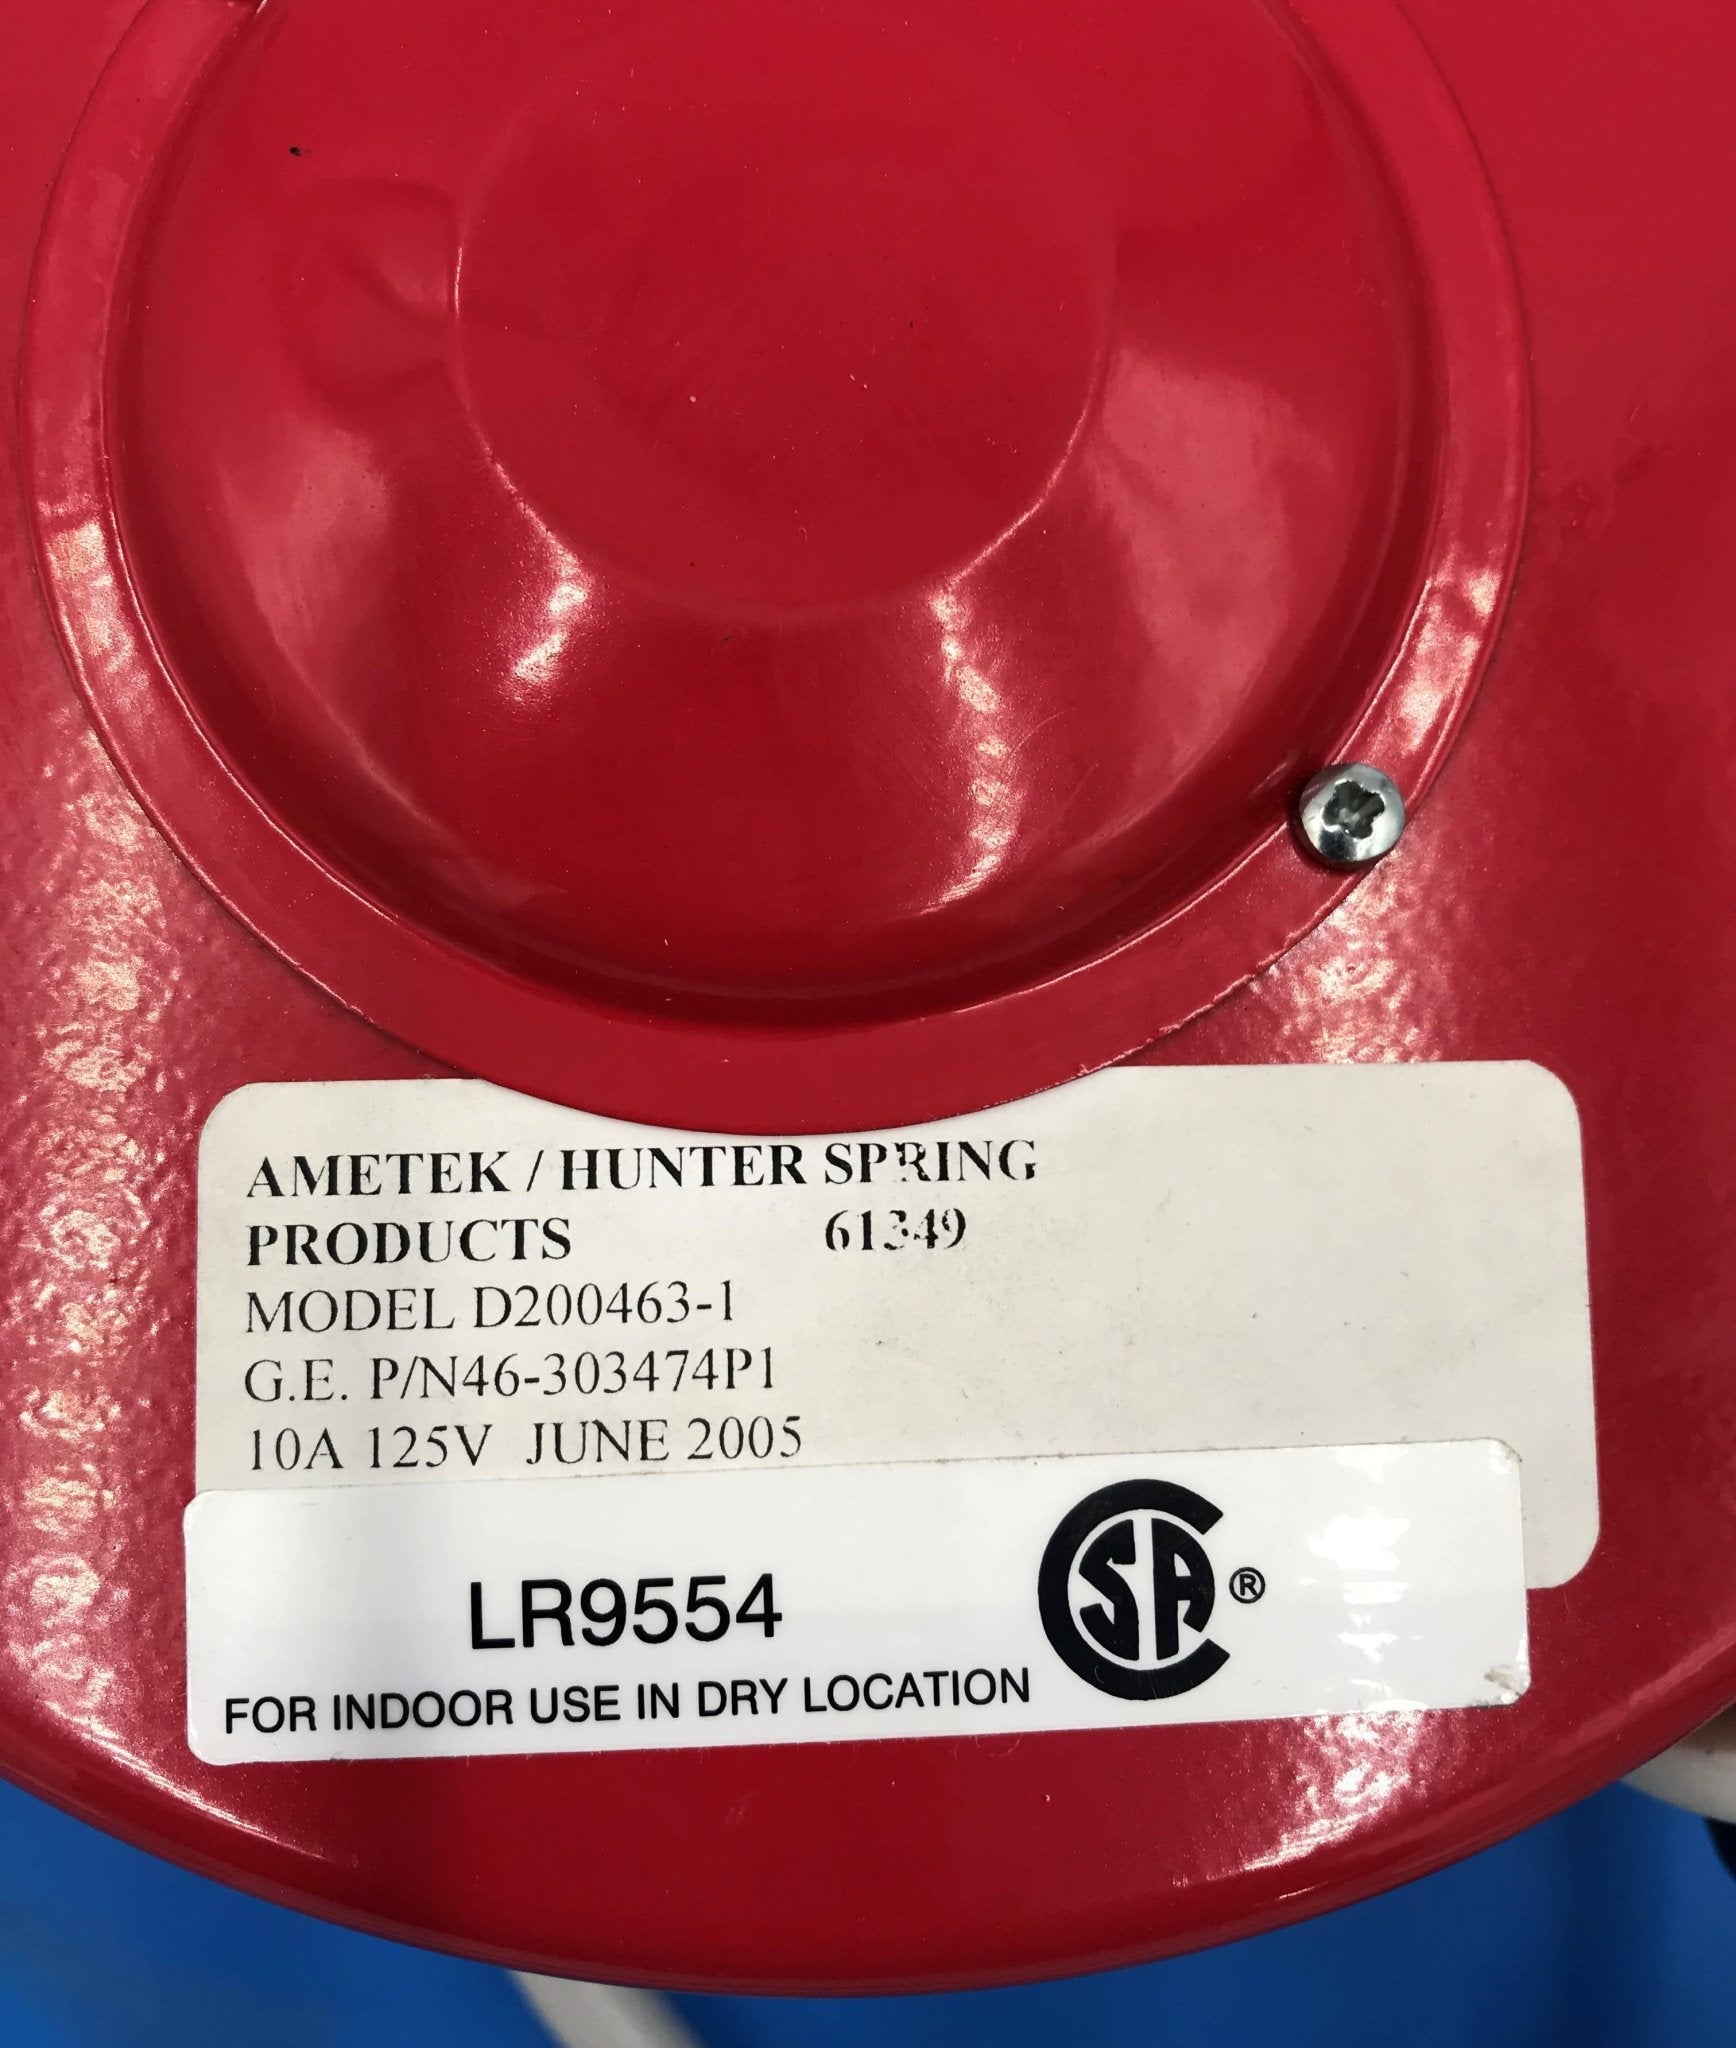 AMETEK / HUNTER SPRING
PRODUCTS 61349
MODEL D200463-1
G.E. P/N46-303474P1
10A 125V JUNE 2005
LR9554
CSA®
FOR INDOOR USE IN DRY LOCATION